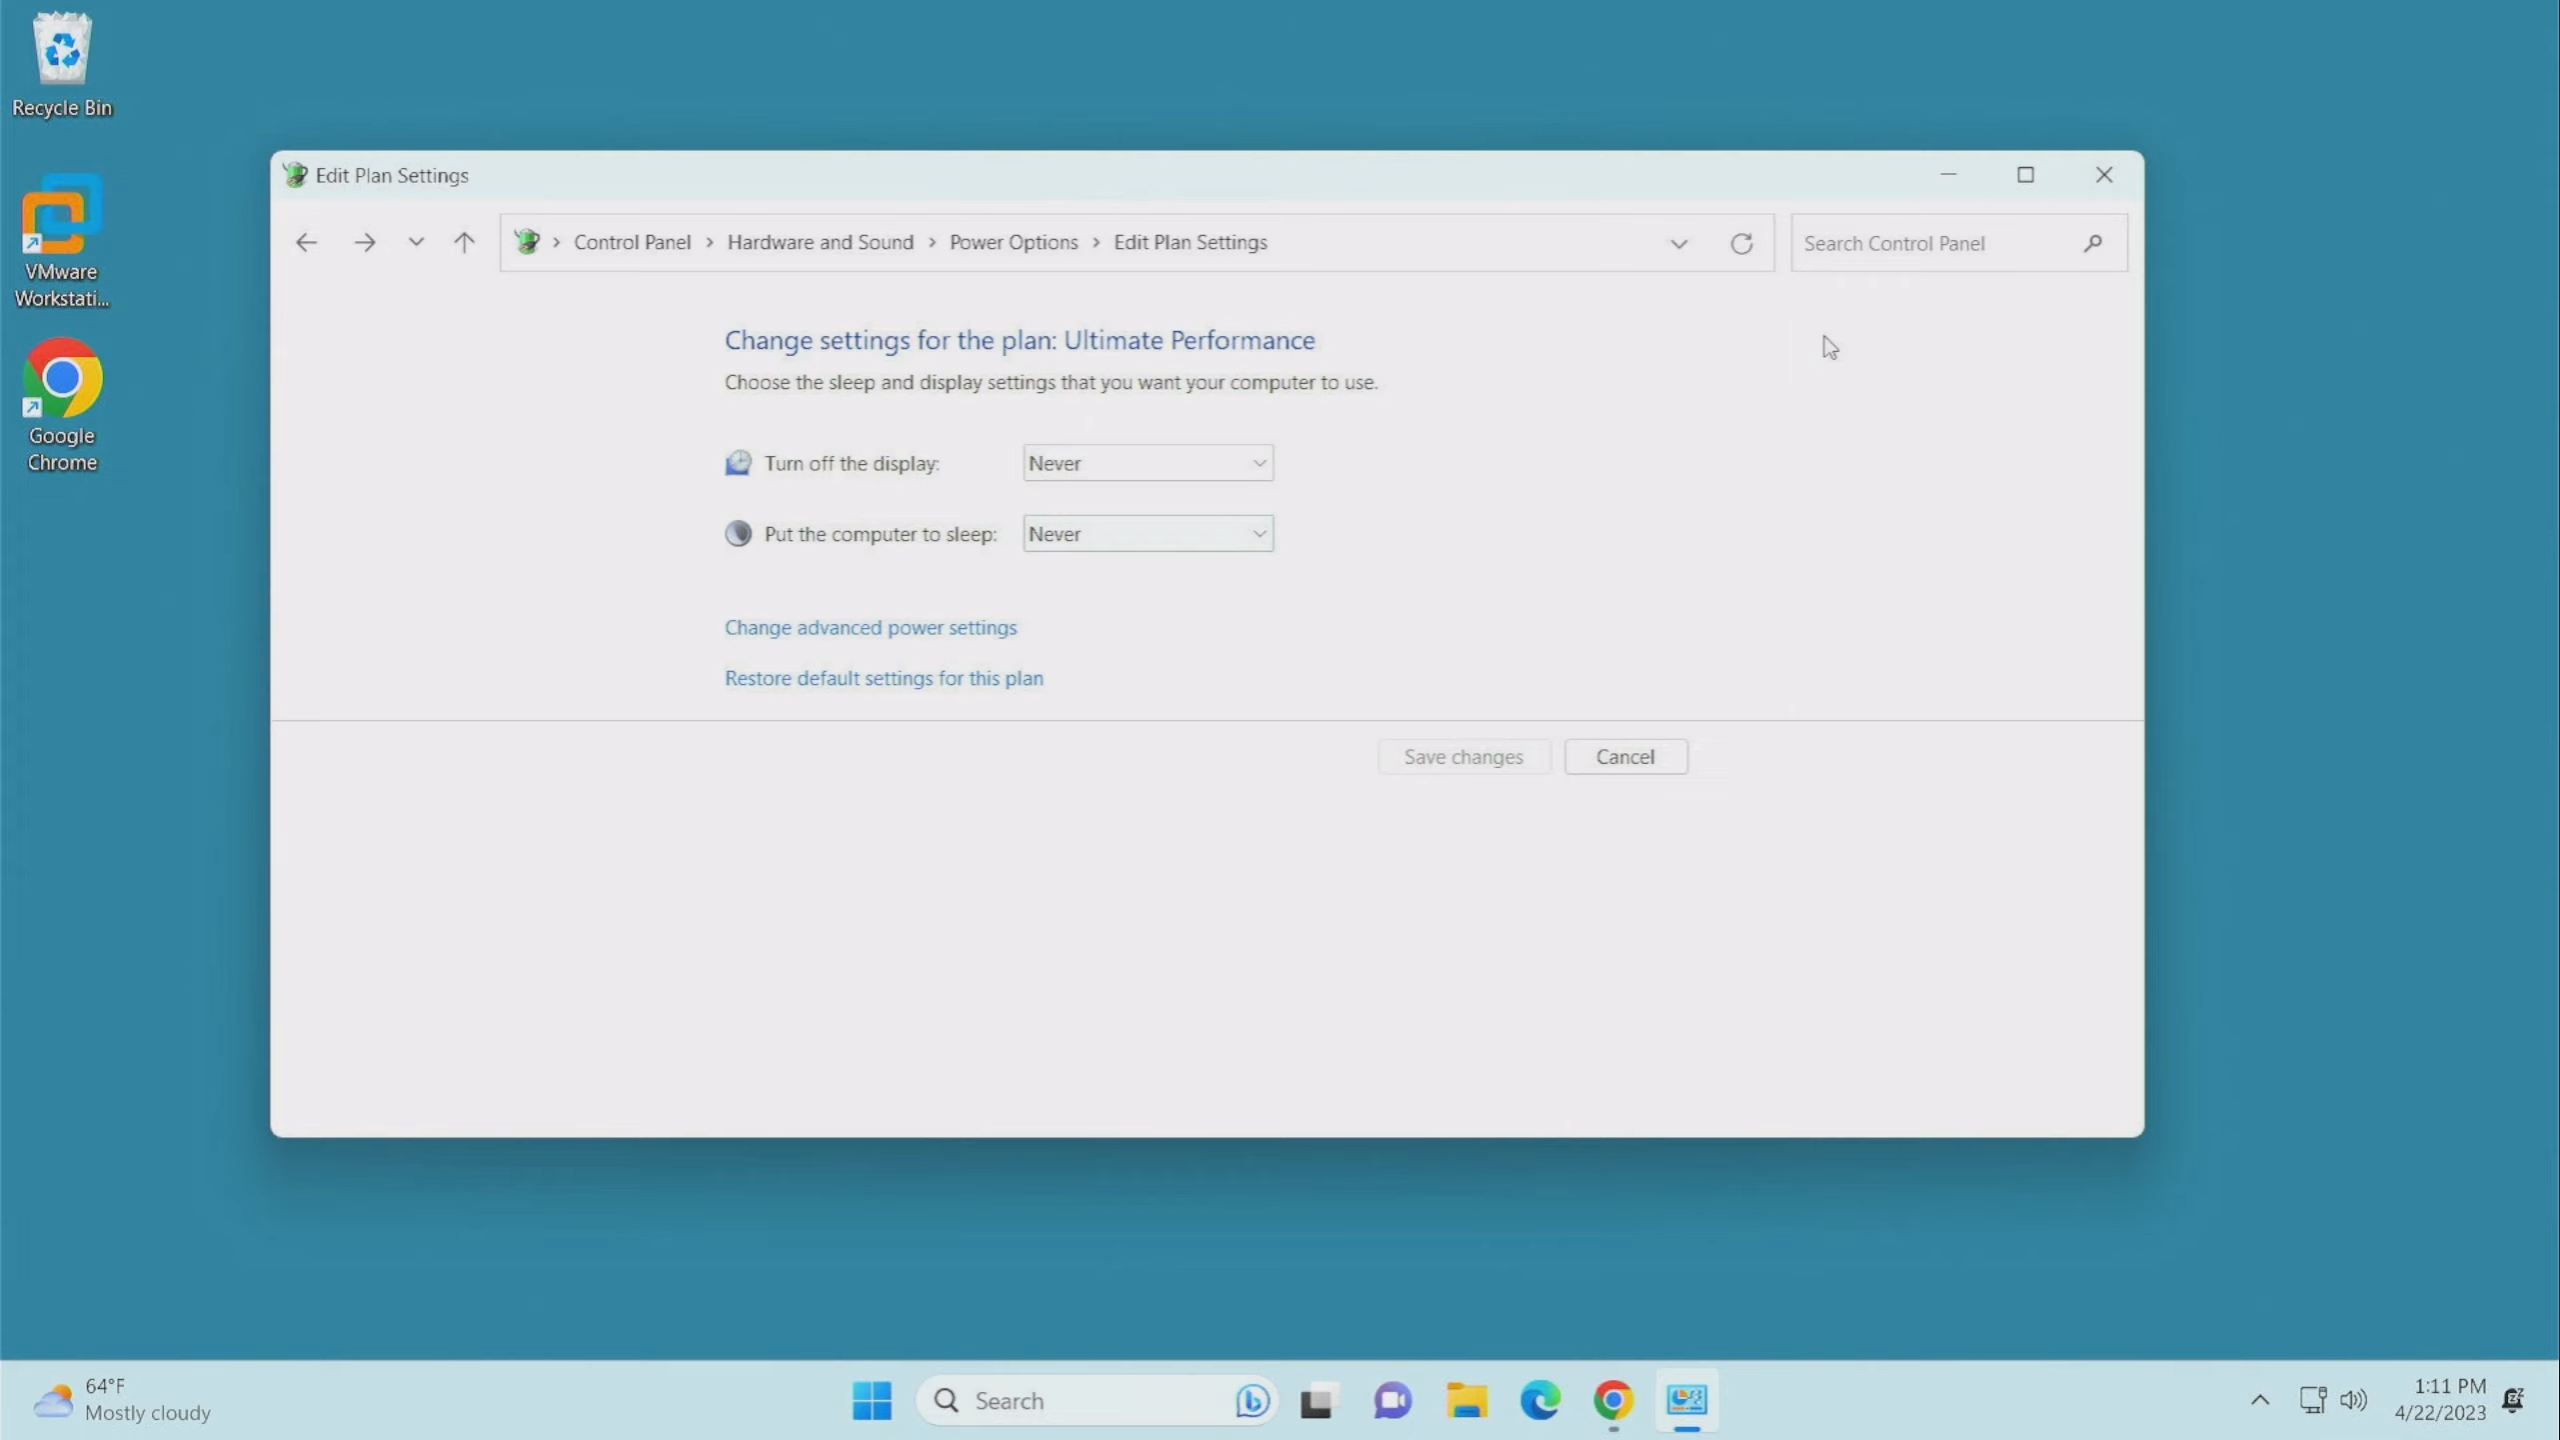 Recycle Bin
VMware
Workstati...
Google
Chrome
Edit Plan Settings
Control Panel > Hardware and Sound > Power Options > Edit Plan Settings
Search Control Panel
Change settings for the plan: Ultimate Performance
Choose the sleep and display settings that you want your computer to use.
Turn off the display: Never
Put the computer to sleep: Never
Change advanced power settings
Restore default settings for this plan
Save changes Cancel
64°F
Mostly cloudy
Search
1:11 PM
4/22/2023